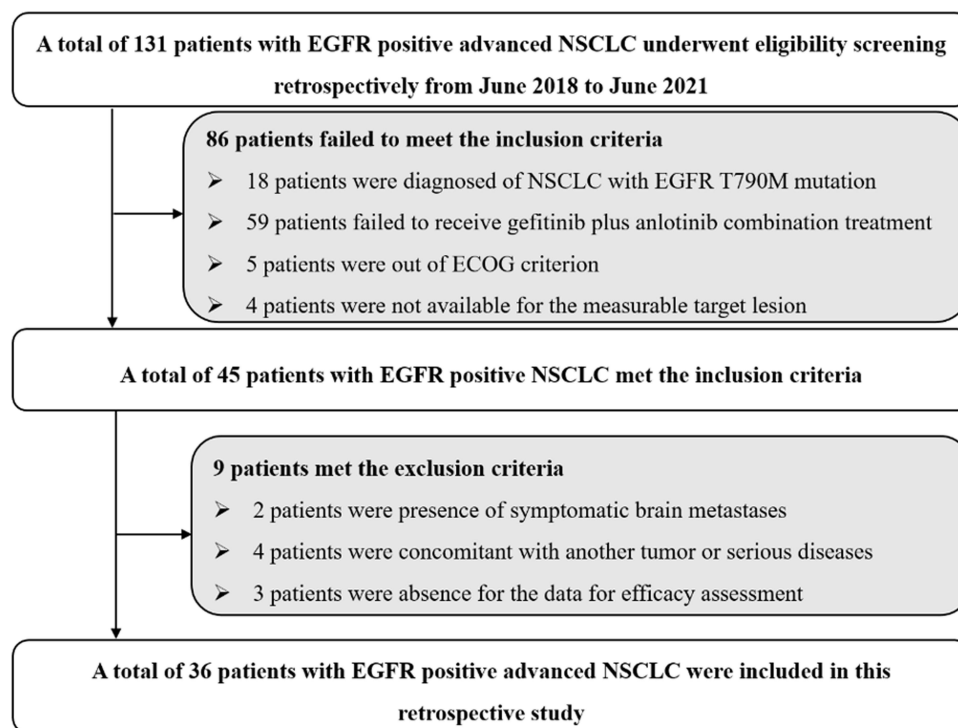 A total of 131 patients with EGFR positive advanced NSCLC underwent eligibility screening
retrospectively from June 2018 to June 2021
86 patients failed to meet the inclusion criteria
➢ 18 patients were diagnosed of NSCLC with EGFR T790M mutation
➢ 59 patients failed to receive gefitinib plus anlotinib combination treatment
➢ 5 patients were out of ECOG criterion
➢ 4 patients were not available for the measurable target lesion
A total of 45 patients with EGFR positive NSCLC met the inclusion criteria
9 patients met the exclusion criteria
➢ 2 patients were presence of symptomatic brain metastases
➢ 4 patients were concomitant with another tumor or serious diseases
➢ 3 patients were absence for the data for efficacy assessment
A total of 36 patients with EGFR positive advanced NSCLC were included in this
retrospective study